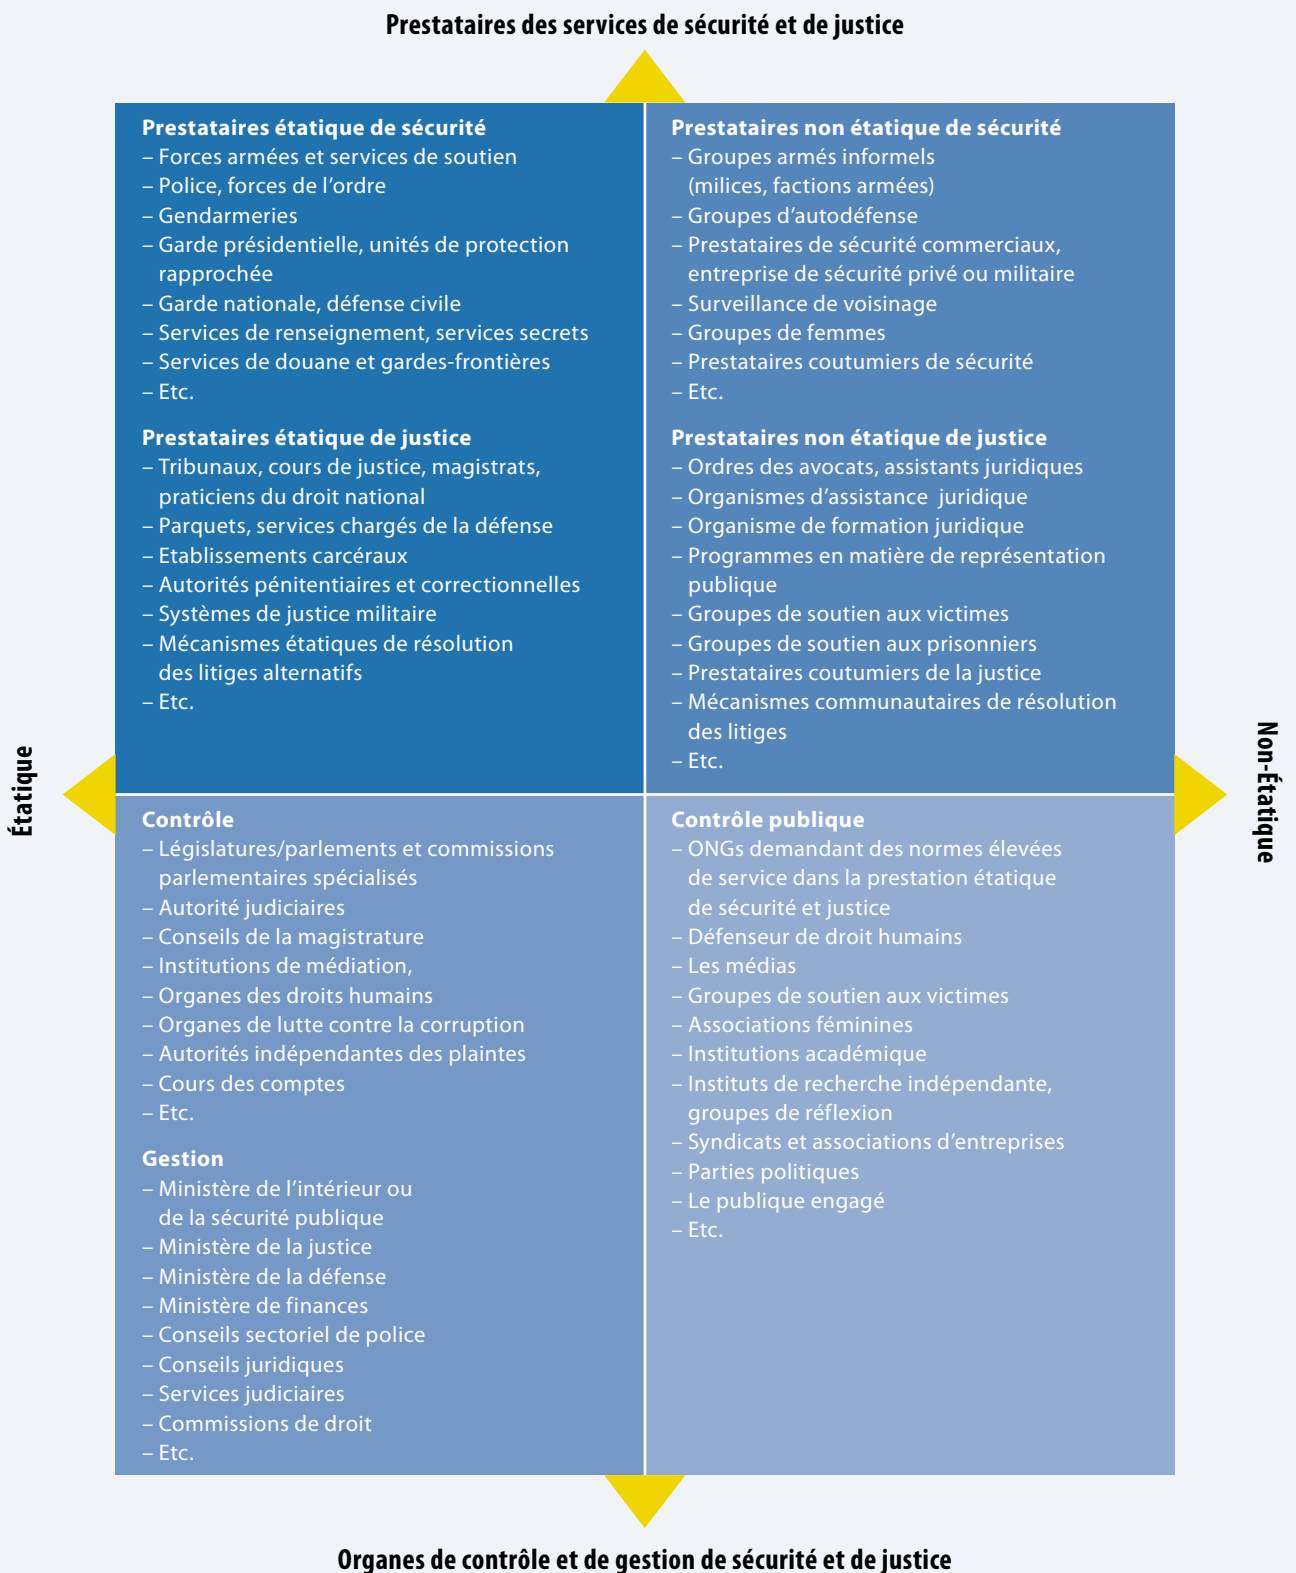 Prestataires des services de sécurité et de justice
Prestataires étatique de sécurité
– Forces armées et services de soutien
– Police, forces de l’ordre
– Gendarmeries
– Garde présidentielle, unités de protection
rapprochée
– Garde nationale, défense civile
– Services de renseignement, services secrets
– Services de douane et gardes-frontières
– Etc.
Prestataires étatique de justice
– Tribunaux, cours de justice, magistrats,
praticiens du droit national
– Parquets, services chargés de la défense
– Etablissements carcéraux
– Autorités pénitentiaires et correctionnelles
– Systèmes de justice militaire
– Mécanismes étatiques de résolution
des litiges alternatifs
– Etc.
Prestataires non étatique de sécurité
– Groupes armés informels
(milices, factions armées)
– Groupes d’autodéfense
– Prestataires de sécurité commerciaux,
entreprise de sécurité privé ou militaire
– Surveillance de voisinage
– Groupes de femmes
– Prestataires coutumiers de sécurité
– Etc.
Prestataires non étatique de justice
– Ordres des avocats, assistants juridiques
– Organismes d’assistance juridique
– Organisme de formation juridique
– Programmes en matière de représentation
publique
– Groupes de soutien aux victimes
– Groupes de soutien aux prisonniers
– Prestataires coutumiers de la justice
– Mécanismes communautaires de résolution
des litiges
– Etc.
Étatique
Non-Étatique
Contrôle
– Législatures/parlements et commissions
parlementaires spécialisés
– Autorité judiciaires
– Conseils de la magistrature
– Institutions de médiation,
– Organes des droits humains
– Organes de lutte contre la corruption
– Autorités indépendantes des plaintes
– Cours des comptes
– Etc.
Gestion
– Ministère de l’intérieur ou
de la sécurité publique
– Ministère de la justice
– Ministère de la défense
– Ministère de finances
– Conseils sectoriel de police
– Conseils juridiques
– Services judiciaires
– Commissions de droit
– Etc.
Contrôle publique
– ONGs demandant des normes élevées
de service dans la prestation étatique
de sécurité et justice
– Défenseur de droit humains
– Les médias
– Groupes de soutien aux victimes
– Associations féminines
– Institutions académique
– Instituts de recherche indépendante,
groupes de réflexion
– Syndicats et associations d’entreprises
– Parties politiques
– Le publique engagé
– Etc.
Organes de contrôle et de gestion de sécurité et de justice